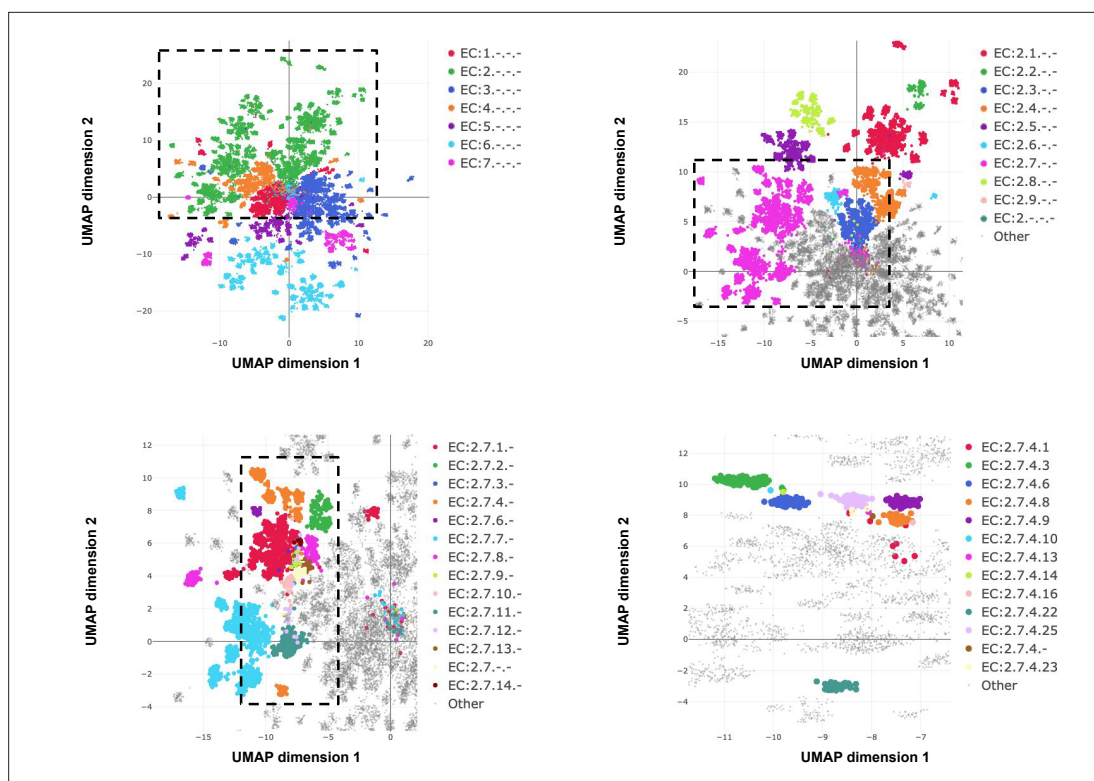 20
10
0
−10
−20
−10
0
10
20
UMAP dimension 2
UMAP dimension 1
EC:1.-.-.-
EC:2.-.-.-
EC:3.-.-.-
EC:4.-.-.-
EC:5.-.-.-
EC:6.-.-.-
EC:7.-.-.-
20
15
10
5
0
−5
−15
−10
−5
0
5
10
UMAP dimension 2
UMAP dimension 1
EC:2.1.-.-
EC:2.2.-.-
EC:2.3.-.-
EC:2.4.-.-
EC:2.5.-.-
EC:2.6.-.-
EC:2.7.-.-
EC:2.8.-.-
EC:2.9.-.-
EC:2.-.-.-
Other
12
10
8
6
4
2
0
−2
−4
−15
−10
−5
0
UMAP dimension 2
UMAP dimension 1
EC:2.7.1.-
EC:2.7.2.-
EC:2.7.3.-
EC:2.7.4.-
EC:2.7.6.-
EC:2.7.7.-
EC:2.7.8.-
EC:2.7.9.-
EC:2.7.10.-
EC:2.7.11.-
EC:2.7.12.-
EC:2.7.13.-
EC:2.7.-.-
EC:2.7.14.-
Other
12
10
8
6
4
2
0
−2
−4
−11
−10
−9
−8
−7
UMAP dimension 2
UMAP dimension 1
EC:2.7.4.1
EC:2.7.4.3
EC:2.7.4.6
EC:2.7.4.8
EC:2.7.4.9
EC:2.7.4.10
EC:2.7.4.13
EC:2.7.4.14
EC:2.7.4.16
EC:2.7.4.22
EC:2.7.4.25
EC:2.7.4.-
EC:2.7.4.23
Other